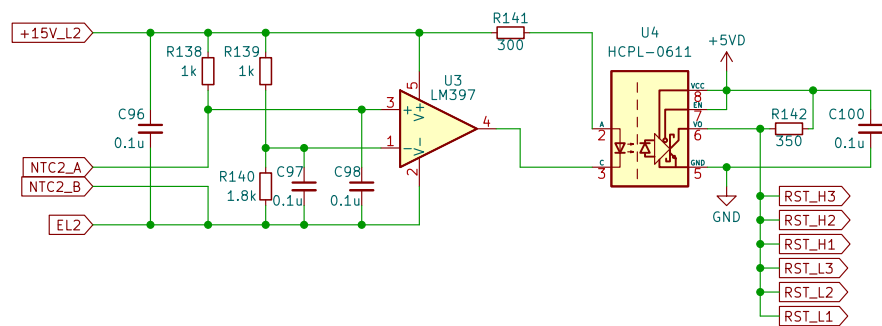 +15V_L2
R138
1k
R139
1k
R141
300
U4
HCPL-0611
+5VD
C96
0.1u
3
+
5
V+
U3
LM397
4
1
-
V-
2
A
2
C
3
VCC
8
EN
7
VO
6
GND
5
R142
350
C100
0.1u
NTC2_A
NTC2_B
EL2
R140
1.8k
C97
0.1u
C98
0.1u
GND
RST_H3
RST_H2
RST_H1
RST_L3
RST_L2
RST_L1